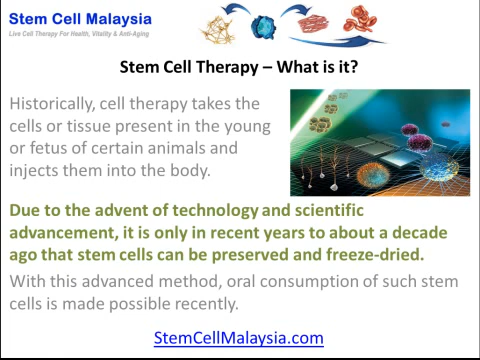 Stem Cell Malaysia
Live Cell Therapy For Health, Vitality & Anti-Aging
Stem Cell Therapy – What is it?
Historically, cell therapy takes the
cells or tissue present in the young
or fetus of certain animals and
injects them into the body.
Due to the advent of technology and scientific
advancement, it is only in recent years to about a decade
ago that stem cells can be preserved and freeze-dried.
With this advanced method, oral consumption of such stem
cells is made possible recently.
StemCellMalaysia.com